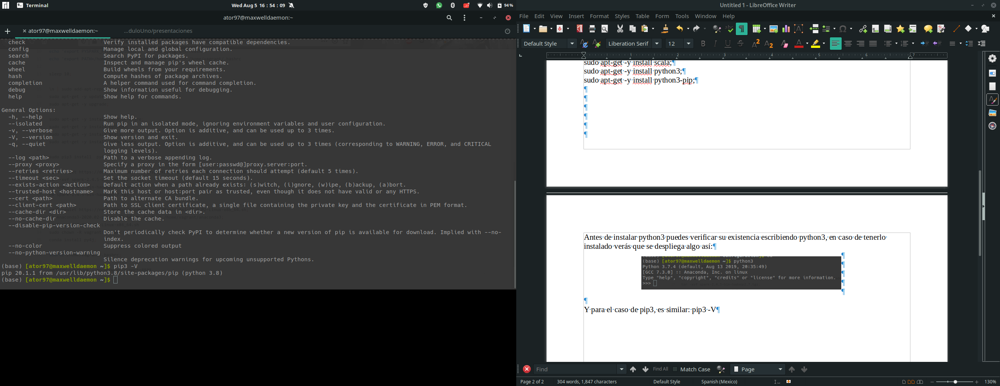 Terminal
Wed Aug 5 16 : 54 : 09
27
94 %
ator97@maxwelldaemon:~
ator97@maxwelldaemon:~
...duloUno/presentaciones
check Verify installed packages have compatible dependencies.
config Manage local and global configuration.
search Search PyPI for packages.
cache Inspect and manage pip's wheel cache.
wheel Build wheels from your requirements.
hash Compute hashes of package archives.
completion A helper command used for command completion.
debug Show information useful for debugging.
help Show help for commands.
General Options:
-h, --help Show help.
--isolated Run pip in an isolated mode, ignoring environment variables and user configuration.
-v, --verbose Give more output. Option is additive, and can be used up to 3 times.
-V, --version Show version and exit.
-q, --quiet Give less output. Option is additive, and can be used up to 3 times (corresponding to WARNING, ERROR, and CRITICAL
logging levels).
--log <path> Path to a verbose appending log.
--proxy <proxy> Specify a proxy in the form [user:passwd@]proxy.server:port.
--retries <retries> Maximum number of retries each connection should attempt (default 5 times).
--timeout <sec> Set the socket timeout (default 15 seconds).
--exists-action <action> Default action when a path already exists: (s)witch, (i)gnore, (w)ipe, (b)ackup, (a)bort.
--trusted-host <hostname> Mark this host or host:port pair as trusted, even though it does not have valid or any HTTPS.
--cert <path> Path to alternate CA bundle.
--client-cert <path> Path to SSL client certificate, a single file containing the private key and the certificate in PEM format.
--cache-dir <dir> Store the cache data in <dir>.
--no-cache-dir Disable the cache.
--disable-pip-version-check
Don't periodically check PyPI to determine whether a new version of pip is available for download. Implied with --no-
index.
--no-color Suppress colored output
--no-python-version-warning
Silence deprecation warnings for upcoming unsupported Pythons.
(base) [ator97@maxwelldaemon ~]$ pip3 -V
pip 20.1.1 from /usr/lib/python3.8/site-packages/pip (python 3.8)
(base) [ator97@maxwelldaemon ~]$
Untitled 1 - LibreOffice Writer
File Edit View Insert Format Styles Table Form Tools Window Help
Default Style Liberation Serif 12
1 2 3 4 5 6 7
sudo apt-get -y install scala;¶
sudo apt-get -y install python3;¶
sudo apt-get -y install python3-pip;¶
¶
¶
¶
¶
¶
¶
Antes de instalar python3 puedes verificar su existencia escribiendo python3, en caso de tenerlo
instalado verás que se despliega algo así:¶
¶
(base) [ator97@maxwelldaemon ~]$ python3
Python 3.7.4 (default, Aug 13 2019, 20:35:49)
[GCC 7.3.0] :: Anaconda, Inc. on linux
Type "help", "copyright", "credits" or "license" for more information.
>>>
¶
¶
¶
¶
¶
Y para el caso de pip3, es similar: pip3 -V¶
Find Find All Match Case Page
Page 2 of 2 304 words, 1,847 characters Default Style Spanish (Mexico) 130%